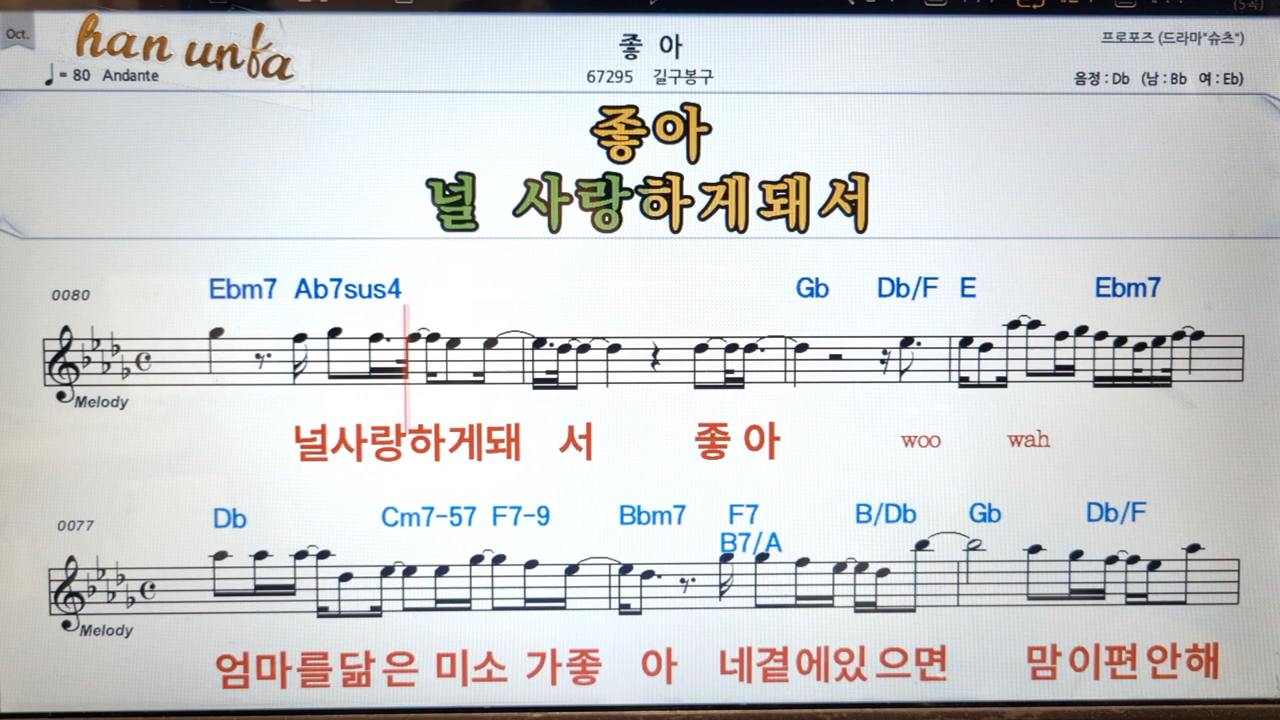 (5곡)
Oct.
han unfa
♩= 80 Andante
좋 아
67295 길구봉구
프로포즈 (드라마"슈츠")
음정 : Db (남 : Bb 여 : Eb)
좋아
널 사랑하게돼서
0080
Ebm7 Ab7sus4 Gb Db/F E Ebm7
Melody
널사랑하게돼 서 좋 아 woo wah
0077
Db Cm7-57 F7-9 Bbm7 F7 B/Db Gb Db/F
B7/A
Melody
엄마를닮은 미소 가좋 아 네곁에있으면 맘이편안해